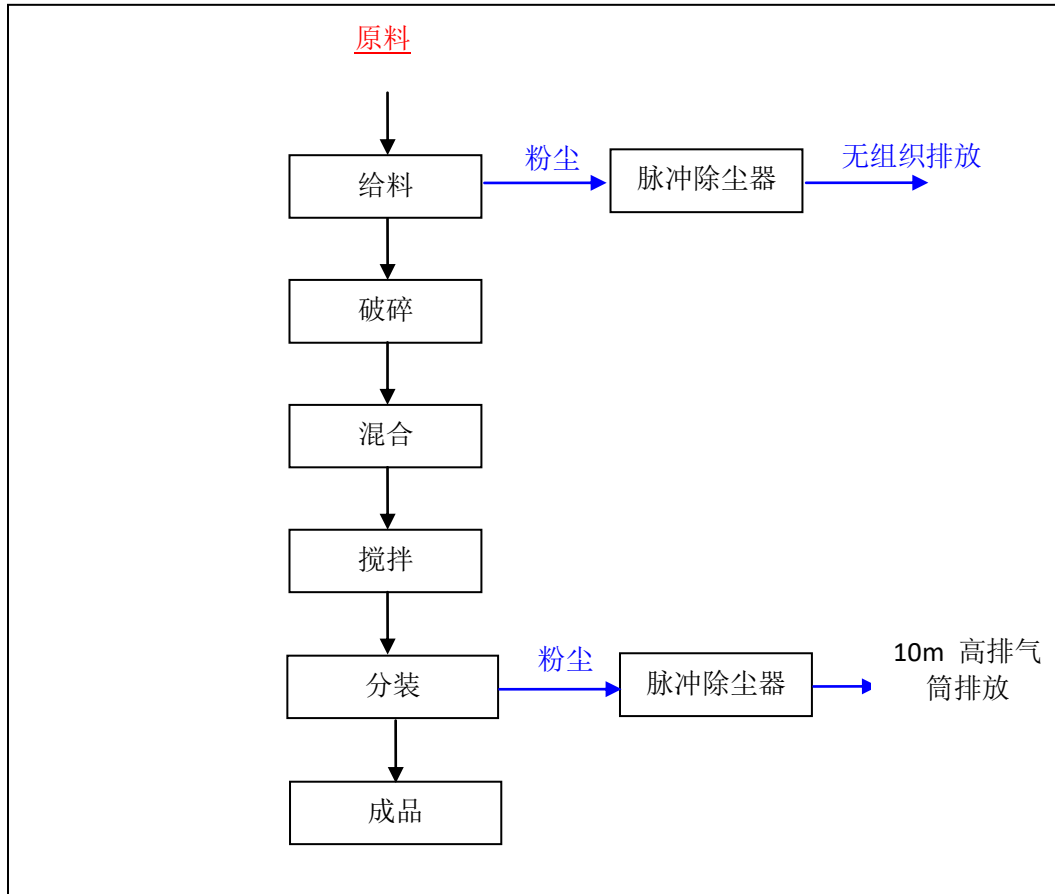 原料
给料
粉尘
脉冲除尘器
无组织排放
破碎
混合
搅拌
分装
粉尘
脉冲除尘器
10m 高排气
筒排放
成品